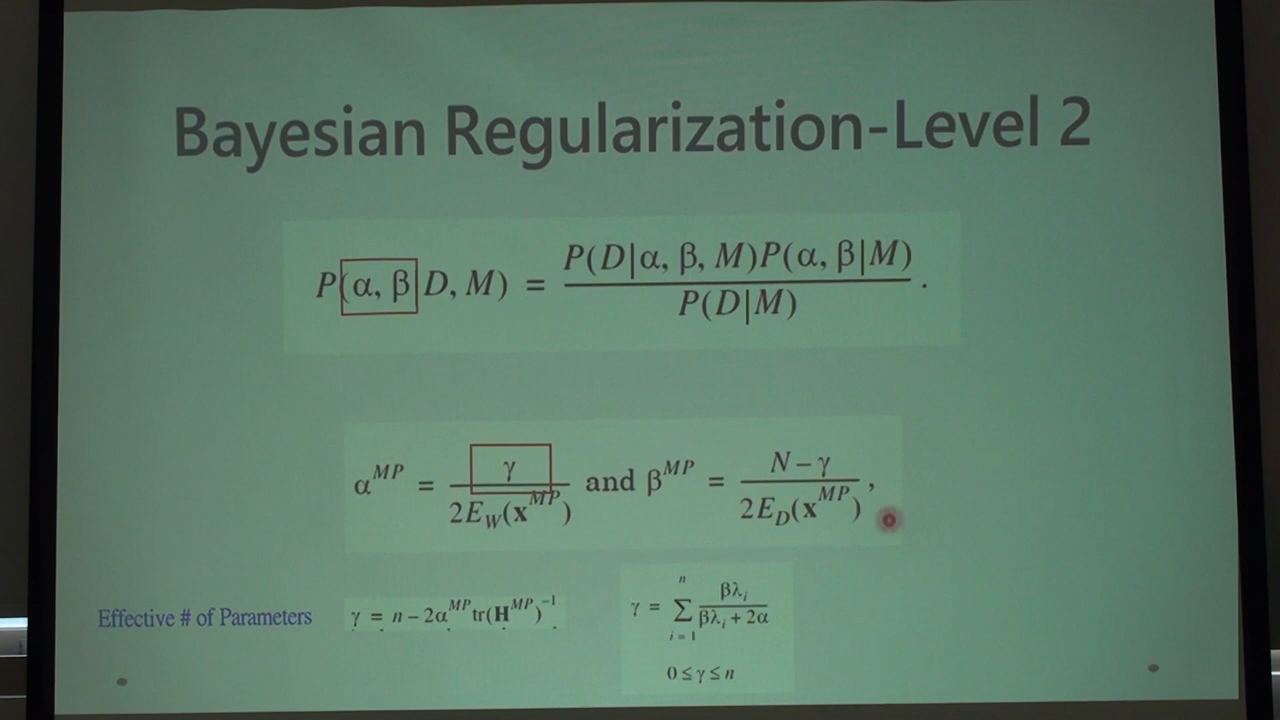 Bayesian Regularization-Level 2
P(α, β|D, M) = P(D|α, β, M)P(α, β|M) / P(D|M) .
α^MP = γ / 2E_W(x^MP) and β^MP = N – γ / 2E_D(x^MP) ,
Effective # of Parameters γ = n – 2α^MP tr(H^MP)^–1 γ = ∑_{i = 1}^{n} βλ_i / βλ_i + 2α
0 ≤ γ ≤ n